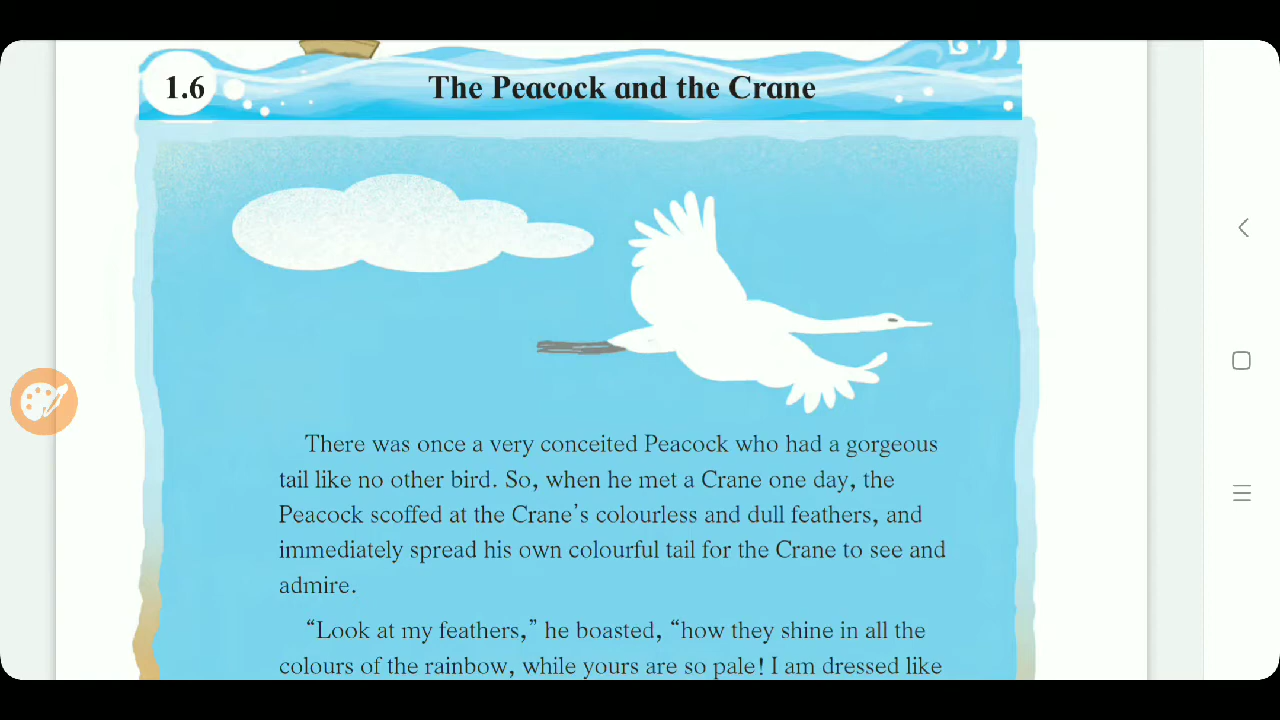 1.6
The Peacock and the Crane
There was once a very conceited Peacock who had a gorgeous
tail like no other bird. So, when he met a Crane one day, the
Peacock scoffed at the Crane's colourless and dull feathers, and
immediately spread his own colourful tail for the Crane to see and
admire.
“Look at my feathers,” he boasted, “how they shine in all the
colours of the rainbow, while yours are so pale! I am dressed like